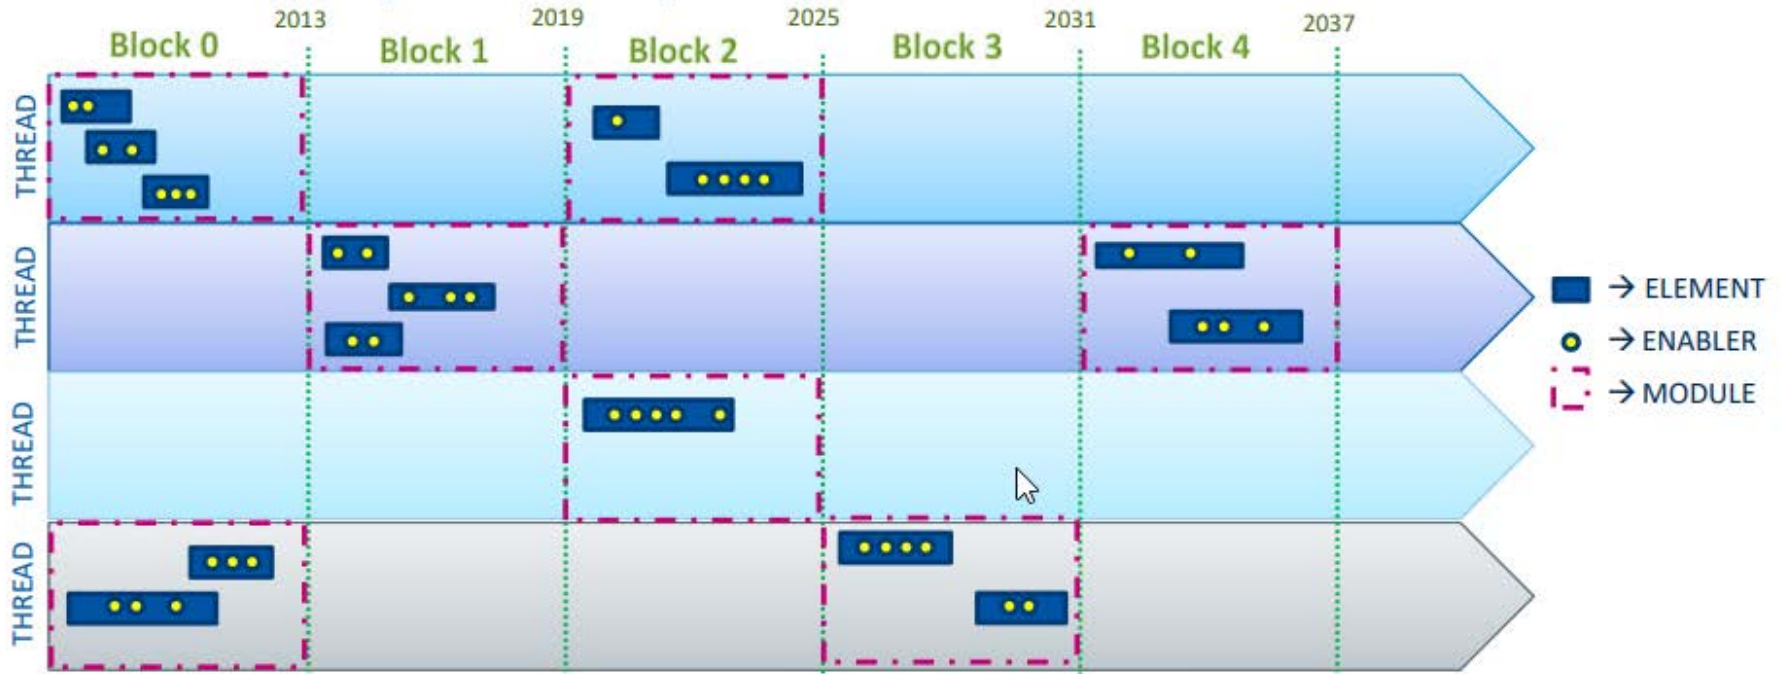 2013
2019
2025
2031
2037
Block 0
Block 1
Block 2
Block 3
Block 4
THREAD
THREAD
THREAD
THREAD
→ ELEMENT
→ ENABLER
→ MODULE